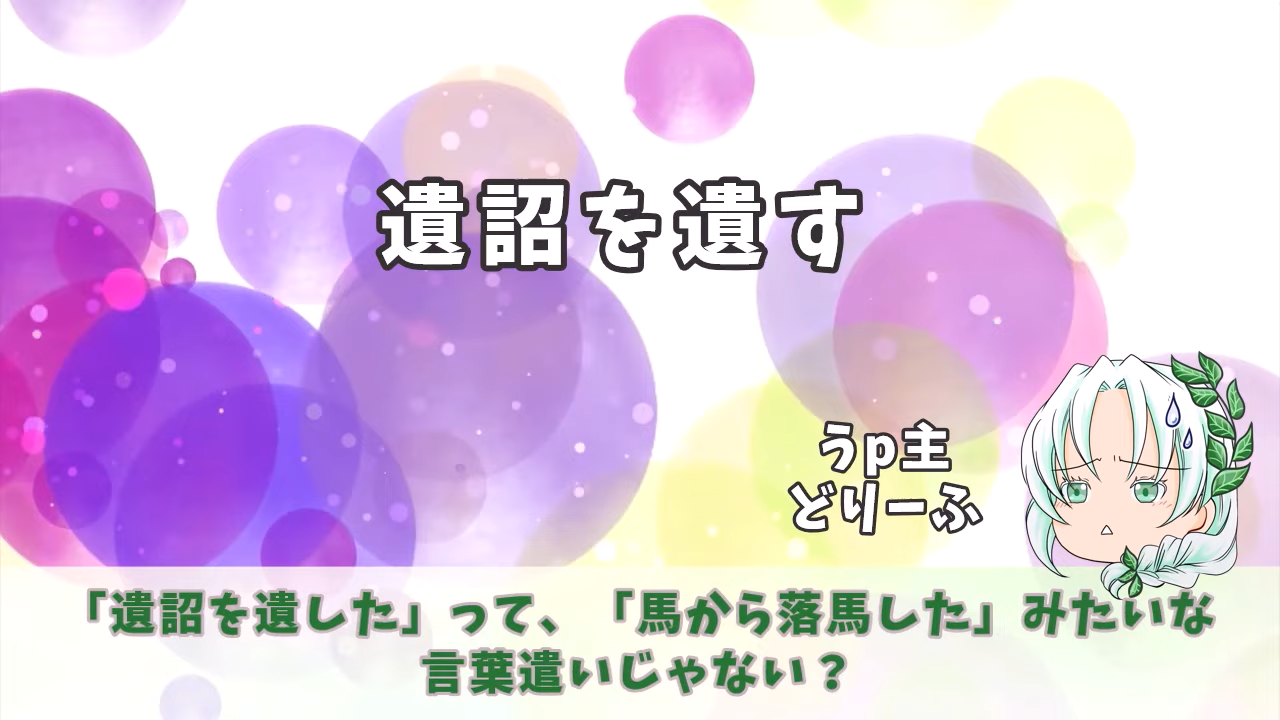 遺詔を遺す
うp主
どりーふ
「遺詔を遺した」って、「馬から落馬した」みたいな
言葉遣いじゃない？